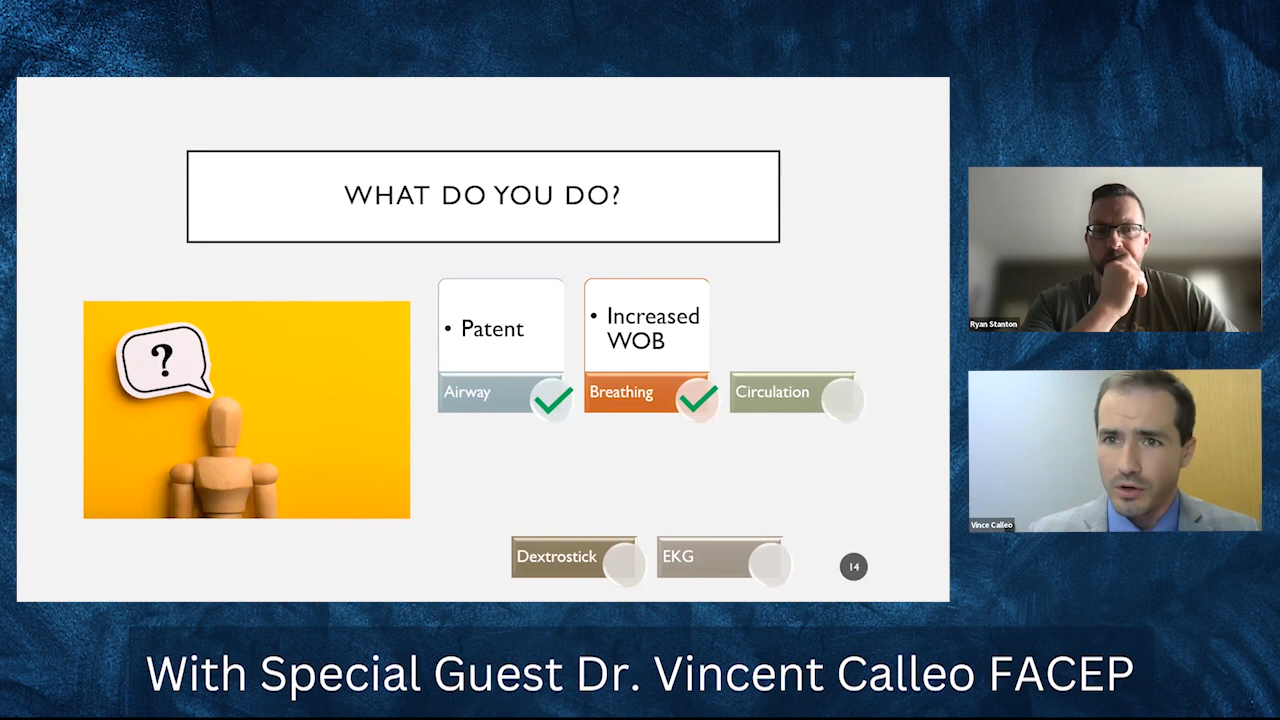 WHAT DO YOU DO?
?
• Patent
• Increased
WOB
Airway
Breathing
Circulation
Dextrostick
EKG
14
Ryan Stanton
Vince Calleo
With Special Guest Dr. Vincent Calleo FACEP